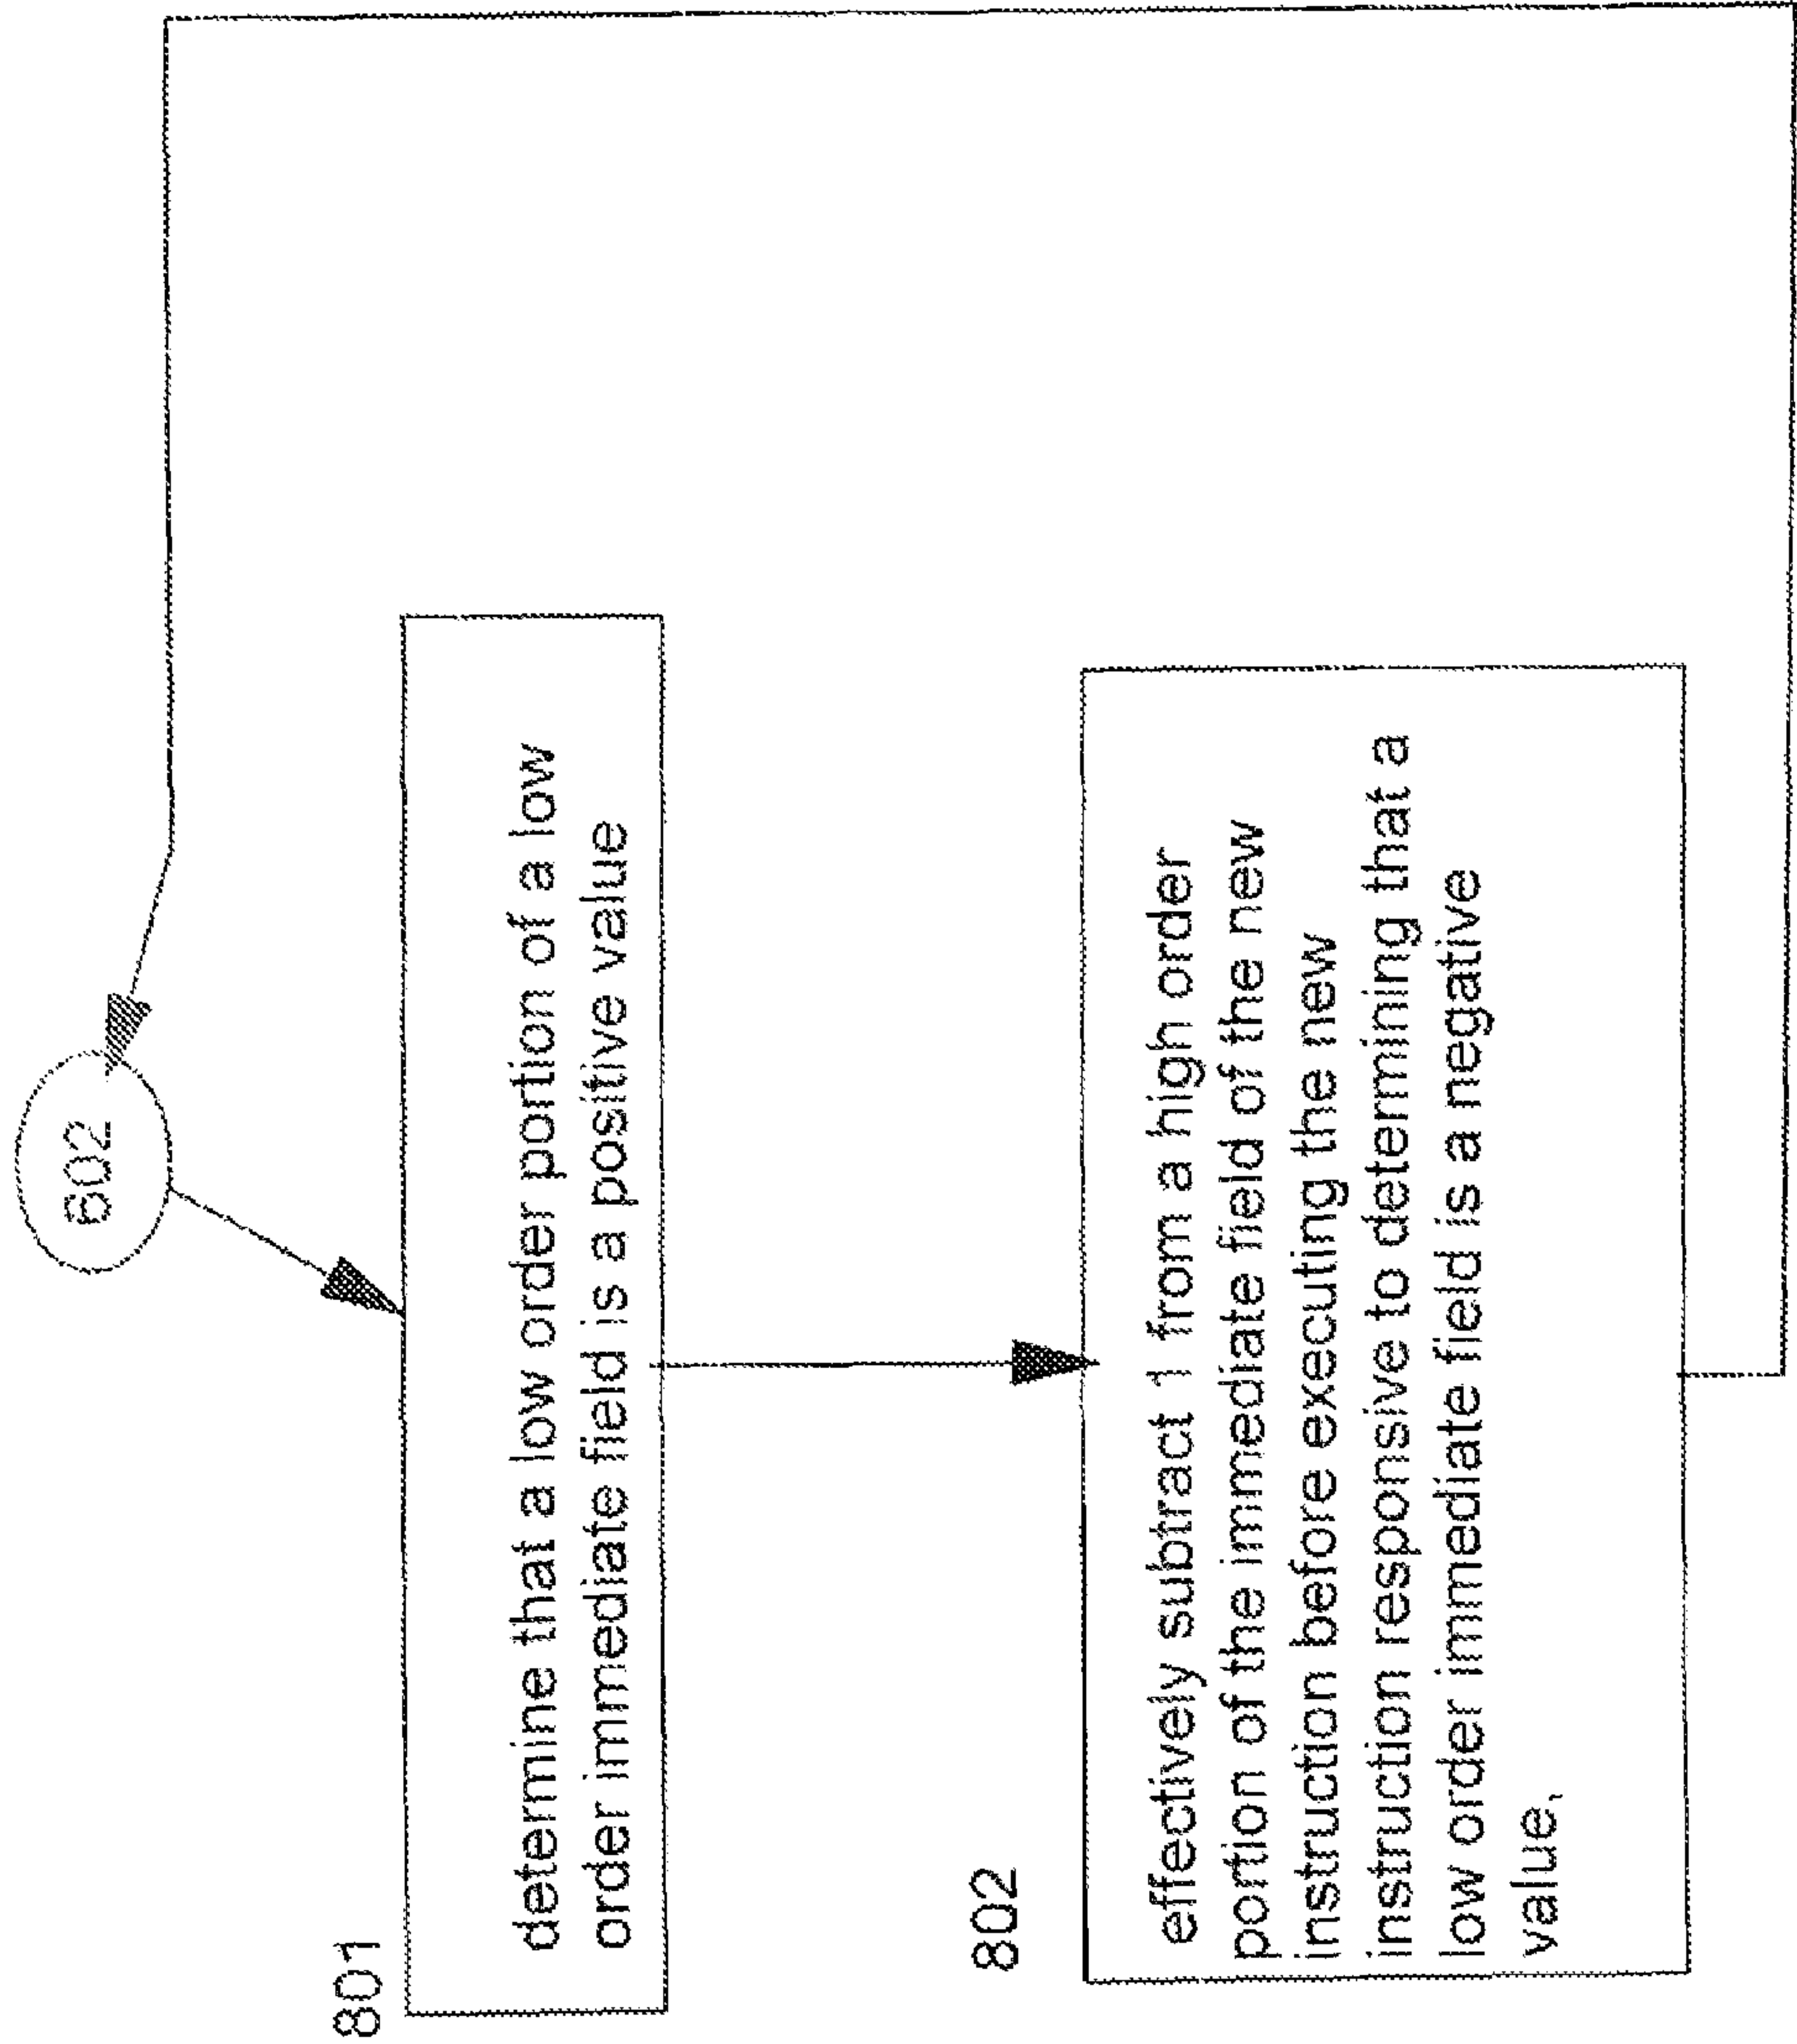 602
801
determine that a low order portion of a low
order immediate field is a positive value
802
effectively subtract 1 from a high order
portion of the immediate field of the new
instruction before executing the new
instruction responsive to determining that a
low order immediate field is a negative
value,